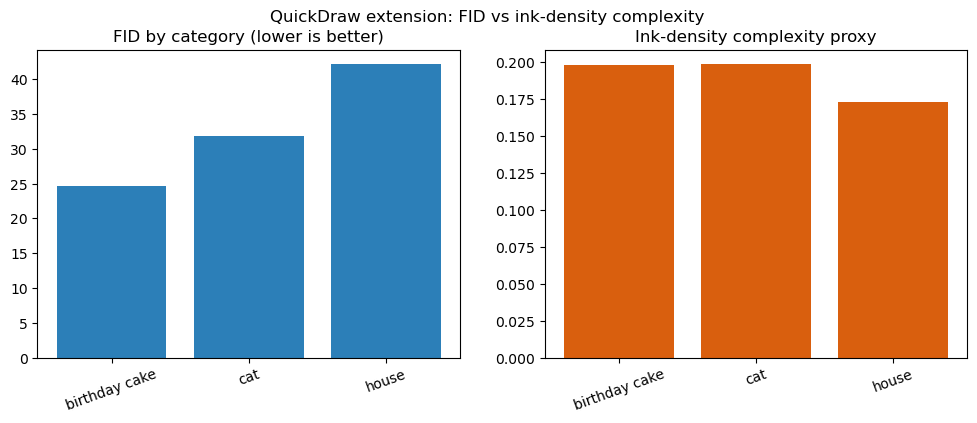 QuickDraw extension: FID vs ink-density complexity
FID by category (lower is better)
40
35
30
25
20
15
10
5
0
birthday cake
cat
house
Ink-density complexity proxy
0.200
0.175
0.150
0.125
0.100
0.075
0.050
0.025
0.000
birthday cake
cat
house